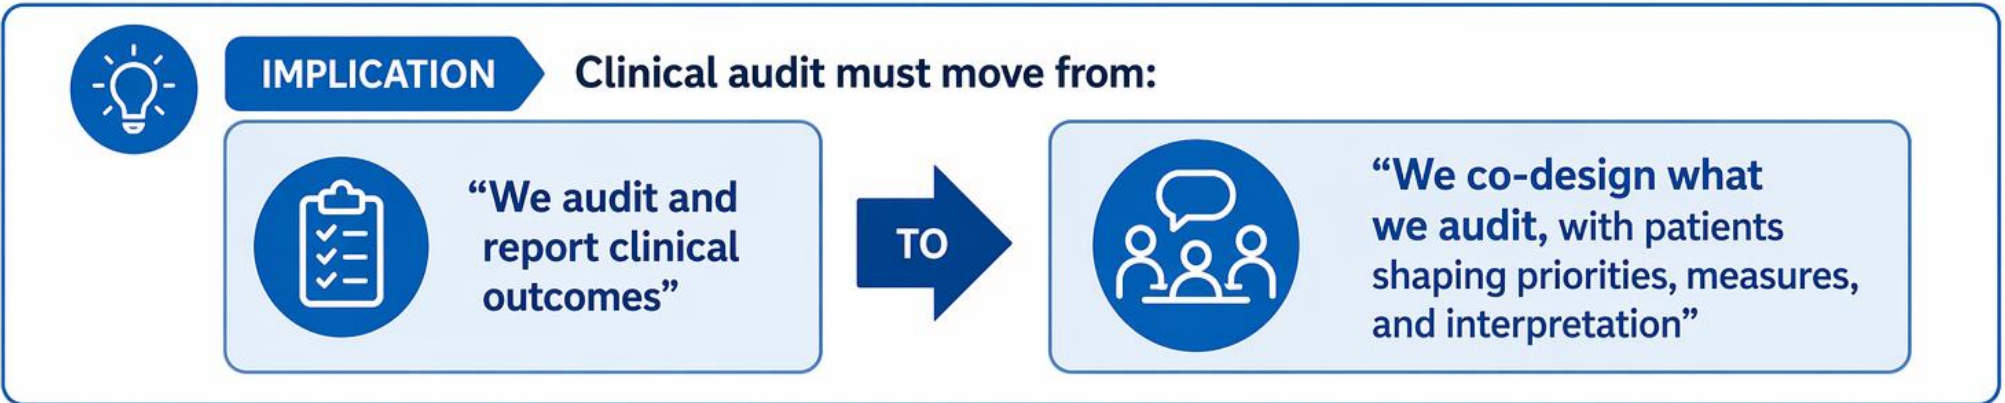 IMPLICATION
Clinical audit must move from:
“We audit and
report clinical
outcomes”
TO
“We co-design what
we audit, with patients
shaping priorities, measures,
and interpretation”